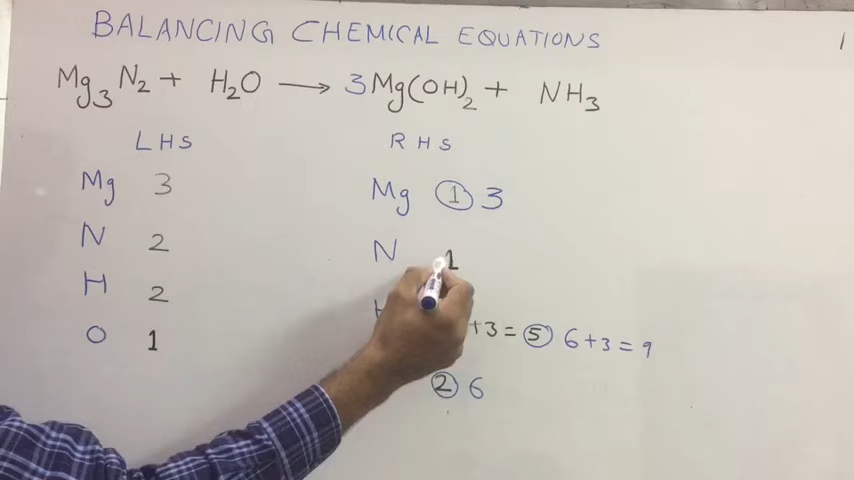 BALANCING CHEMICAL EQUATIONS 1
Mg₃N₂ + H₂O → 3Mg(OH)₂ + NH₃
LHS RHS
Mg 3 Mg ① 3
N 2 N 1
H 2 +3 = ⑤ 6+3 = 9
O 1 ② 6